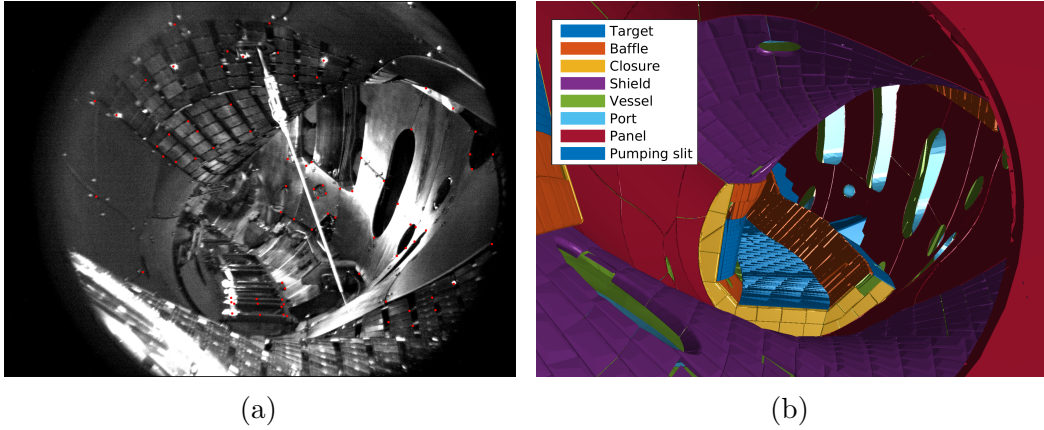 Target
Baffle
Closure
Shield
Vessel
Port
Panel
Pumping slit
(a)
(b)